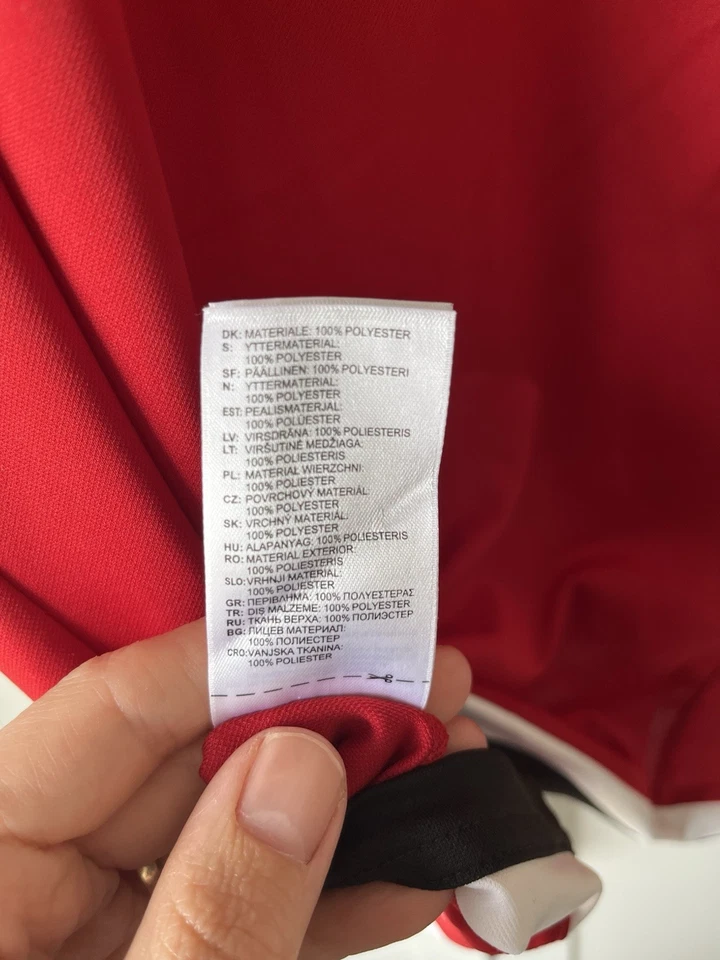 DK: MATERIALE: 100% POLYESTER
S: YTTERMATERIAL:
100% POLYESTER
SF: PÄÄLLINEN: 100% POLYESTERI
N: YTTERMATERIAL:
100% POLYESTER
EST: PEALISMATERJAL:
100% POLÜESTER
LV: VIRSDRĀNA: 100% POLIESTERIS
LT: VIRŠUTINĖ MEDŽIAGA:
100% POLIESTERIS
PL: MATERIAŁ WIERZCHNI:
100% POLIESTER
CZ: POVRCHOVÝ MATERIÁL:
100% POLYESTER
SK: VRCHNÝ MATERIÁL:
100% POLYESTER
HU: ALAPANYAG: 100% POLIESTERIS
RO: MATERIAL EXTERIOR:
100% POLIESTERIS
SLO: VRHNJI MATERIAL:
100% POLIESTER
GR: ΠΕΡΙΒΛΗΜΑ: 100% ΠΟΛΥΕΣΤΕΡΑΣ
TR: DIŞ MALZEME: 100% POLYESTER
RU: ТКАНЬ ВЕРХА: 100% ПОЛИЭСТЕР
BG: ЛИЦЕВ МАТЕРИАЛ:
100% ПОЛИЕСТЕР
CRO: VANJSKA TKANINA:
100% POLIESTER